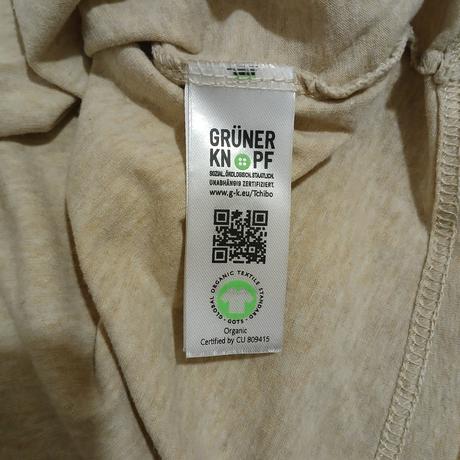 GRÜNER
KNOPF
SOZIAL. ÖKOLOGISCH. STAATLICH.
UNABHÄNGIG ZERTIFIZIERT.
www.g-k.eu/Tchibo
GLOBAL ORGANIC TEXTILE STANDARD
· GOTS ·
Organic
Certified by CU 809415